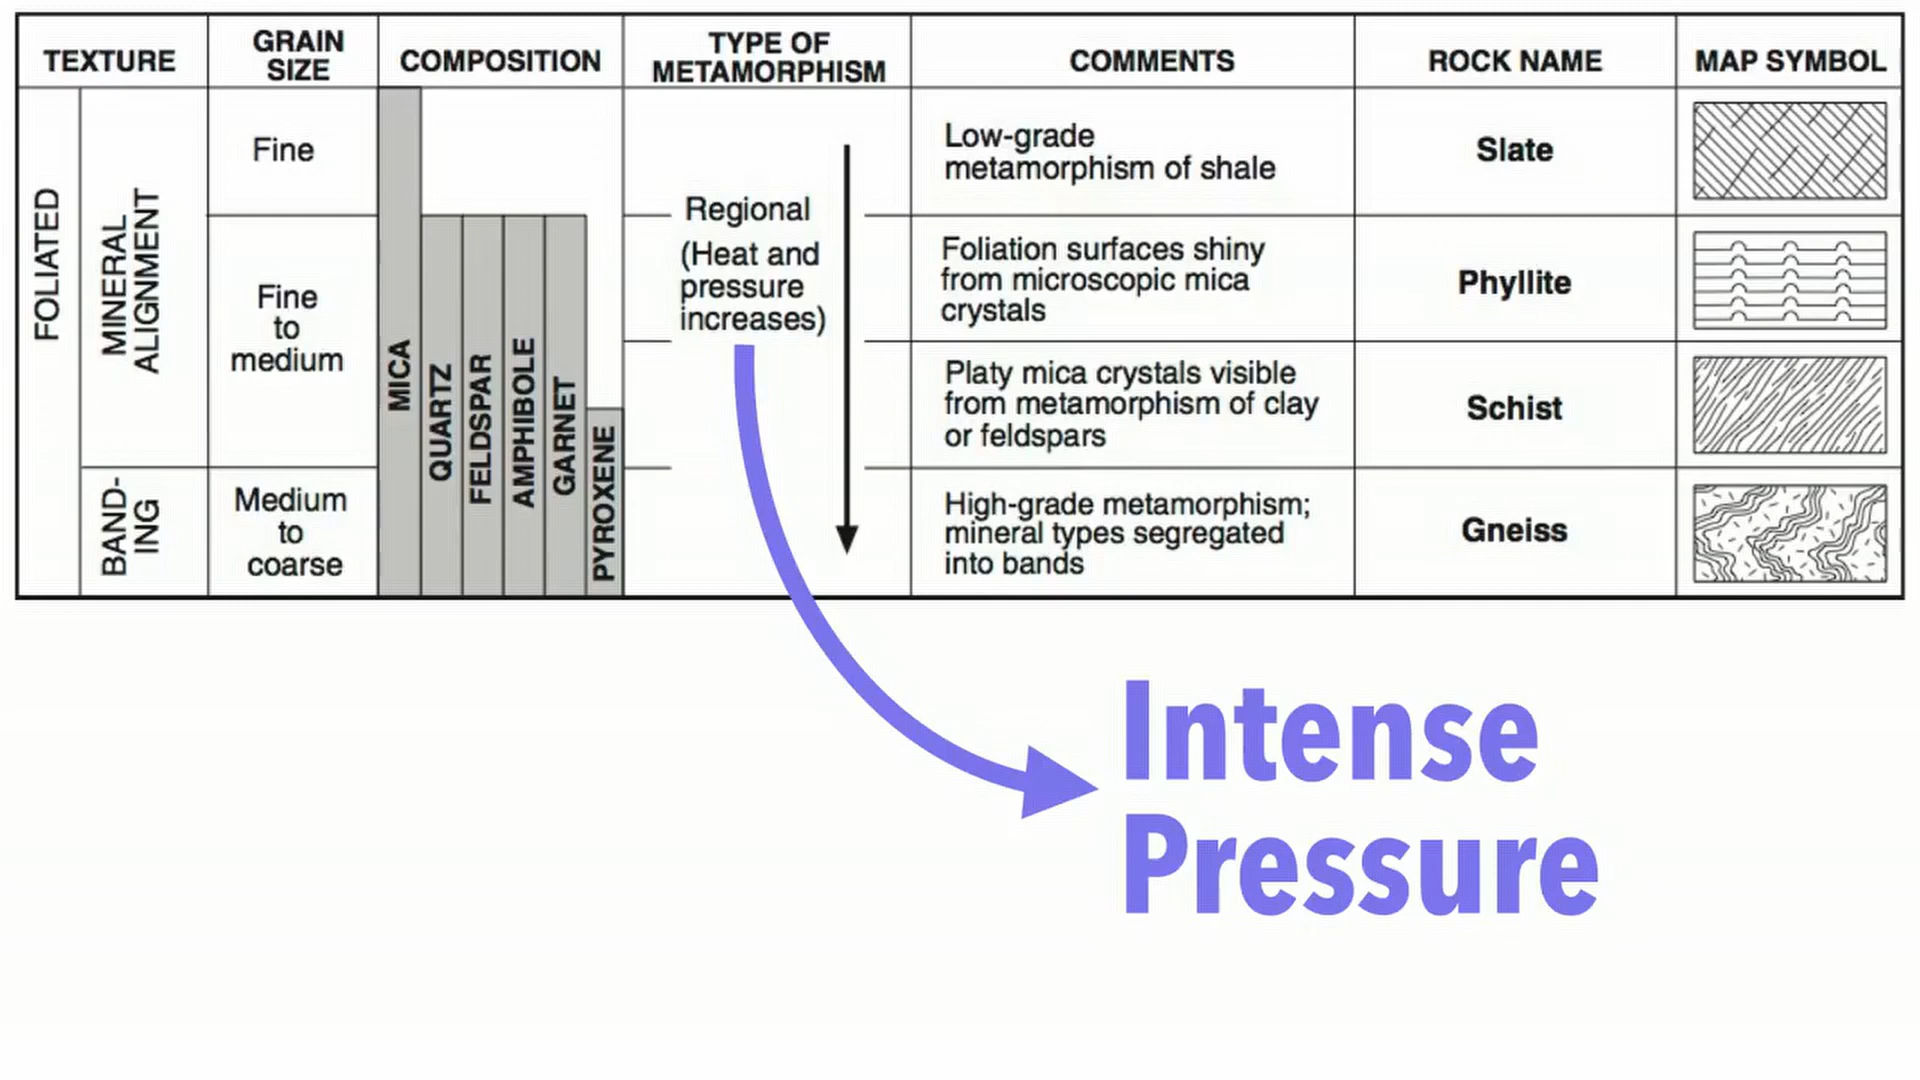 TEXTURE
GRAIN
SIZE
COMPOSITION
TYPE OF
METAMORPHISM
COMMENTS
ROCK NAME
MAP SYMBOL
FOLIATED
MINERAL
ALIGNMENT
BAND-
ING
Fine
Fine
to
medium
Medium
to
coarse
MICA
QUARTZ
FELDSPAR
AMPHIBOLE
GARNET
PYROXENE
Regional
(Heat and
pressure
increases)
Low-grade
metamorphism of shale
Slate
Foliation surfaces shiny
from microscopic mica
crystals
Phyllite
Platy mica crystals visible
from metamorphism of clay
or feldspars
Schist
High-grade metamorphism;
mineral types segregated
into bands
Gneiss
Intense
Pressure